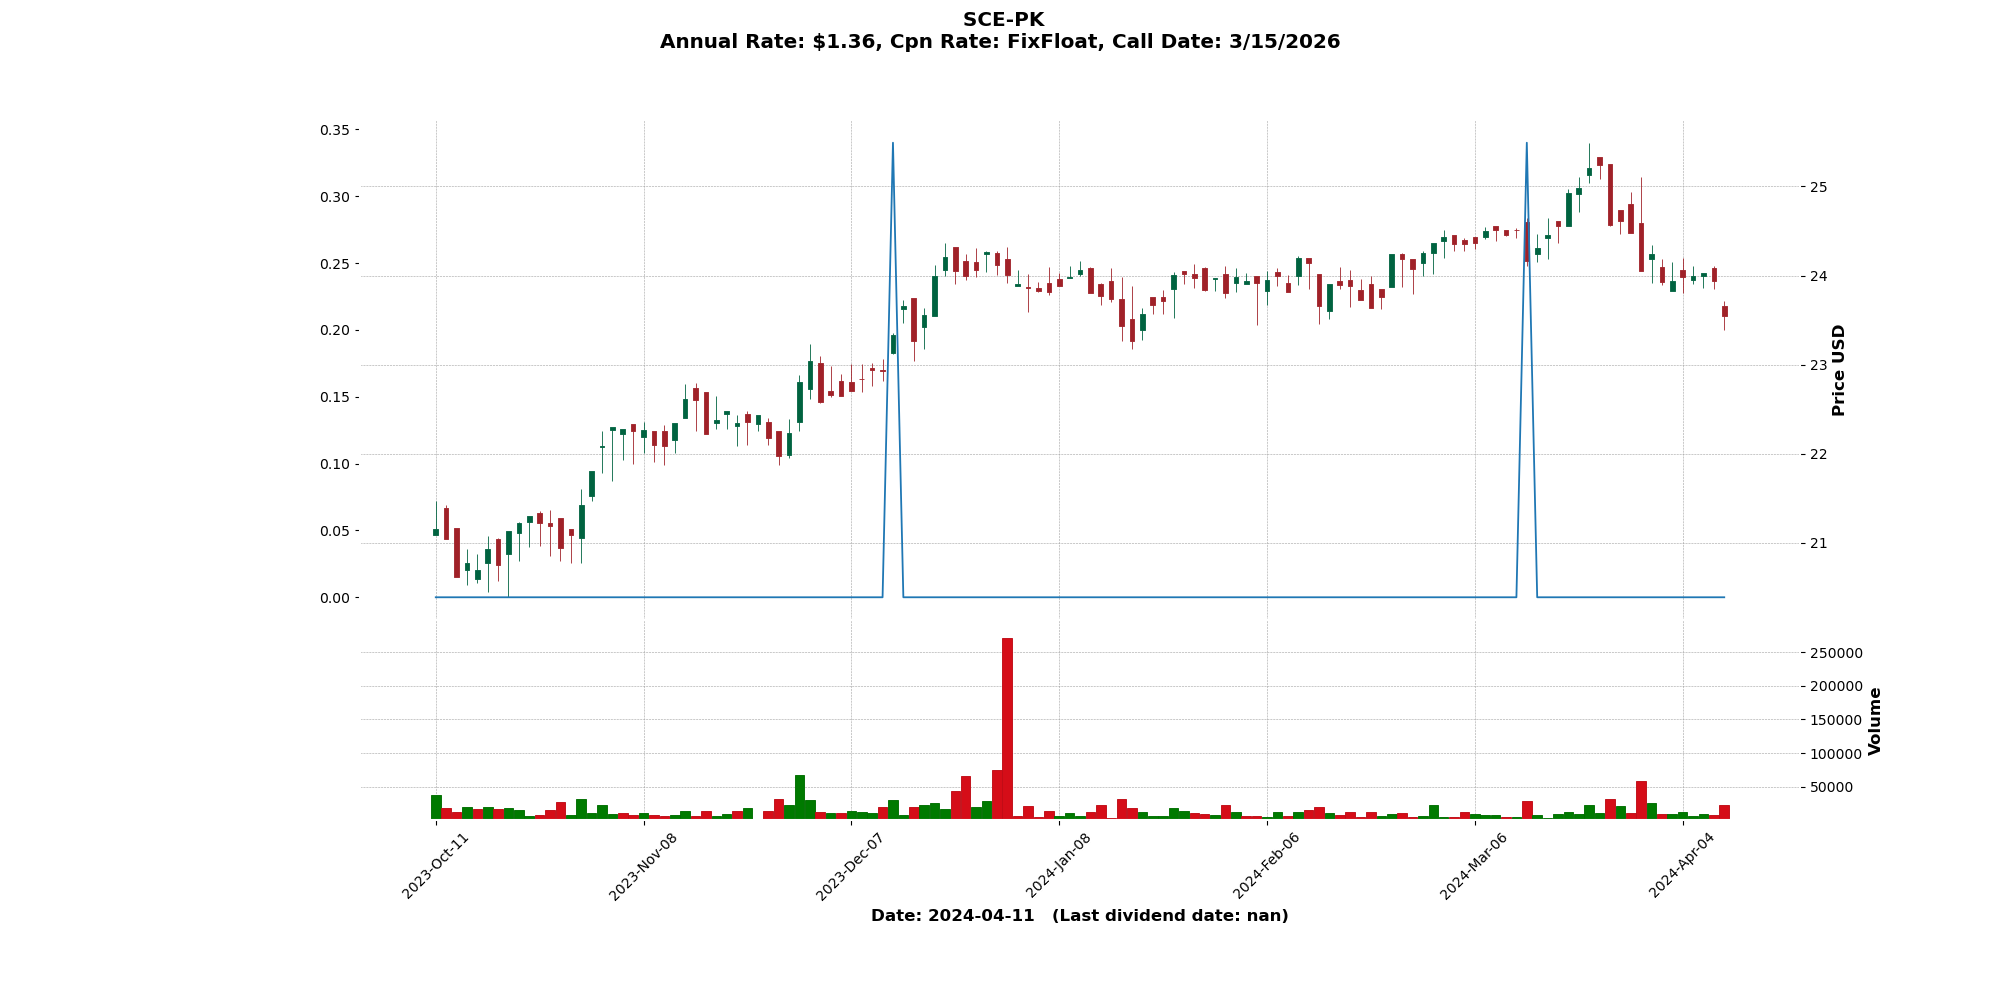 SCE-PK
Annual Rate: $1.36, Cpn Rate: FixFloat, Call Date: 3/15/2026
0.35
0.30
0.25
0.20
0.15
0.10
0.05
0.00
25
24
23
22
21
Price USD
250000
200000
150000
100000
50000
Volume
2023-Oct-11
2023-Nov-08
2023-Dec-07
2024-Jan-08
2024-Feb-06
2024-Mar-06
2024-Apr-04
Date: 2024-04-11   (Last dividend date: nan)